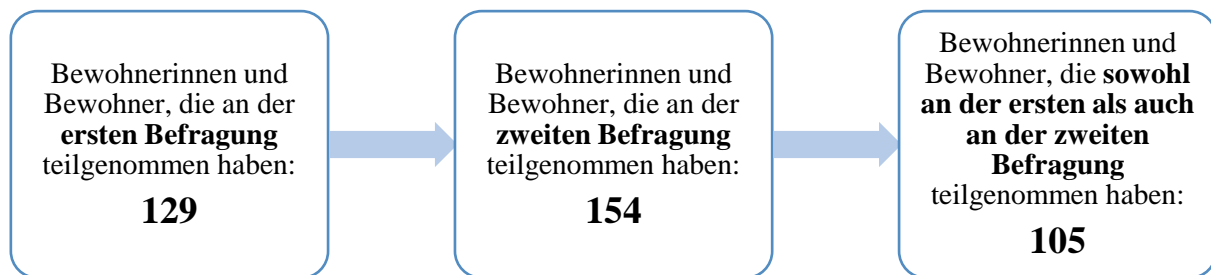 Bewohnerinnen und
Bewohner, die an der
ersten Befragung
teilgenommen haben:
129
Bewohnerinnen und
Bewohner, die an der
zweiten Befragung
teilgenommen haben:
154
Bewohnerinnen und
Bewohner, die sowohl
an der ersten als auch
an der zweiten
Befragung
teilgenommen haben:
105